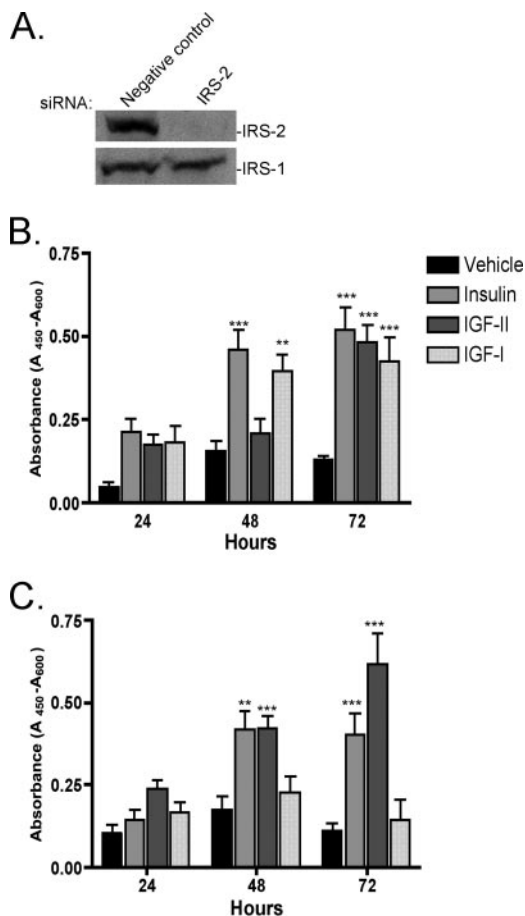 A.
siRNA:
Negative control
IRS-2
-IRS-2
-IRS-1
B.
Absorbance (A 450-A600)
0.75
0.50
0.25
0.00
***
**
***
***
***
24 48 72
Hours
Vehicle
Insulin
IGF-II
IGF-I
C.
Absorbance (A 450-A600)
0.75
0.50
0.25
0.00
**
***
***
***
24 48 72
Hours